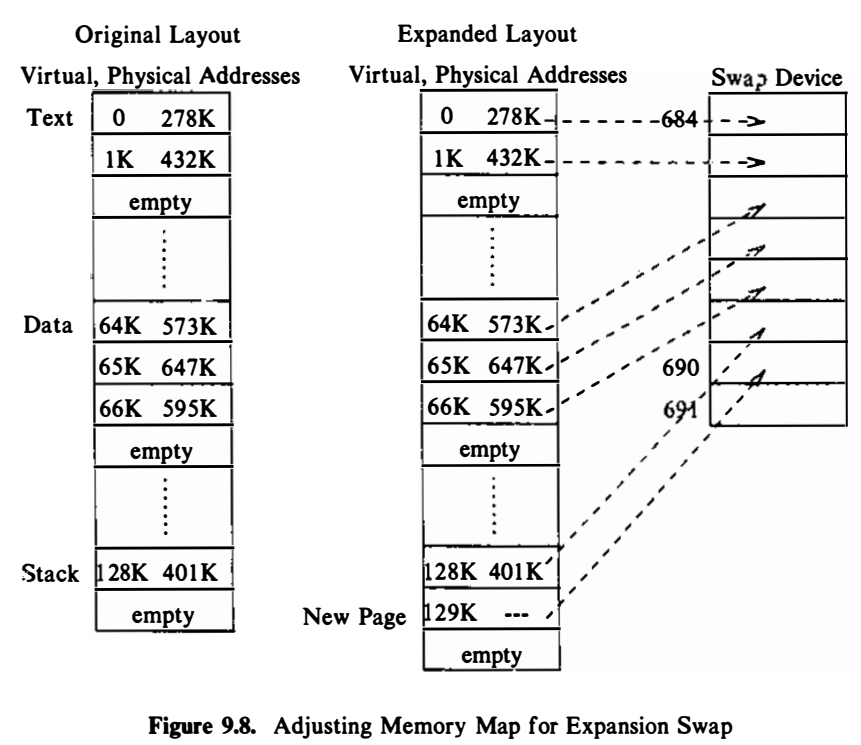 Original Layout
Expanded Layout
Virtual, Physical Addresses
Virtual, Physical Addresses
Swap Device
Text
0 278K
1K 432K
empty
Data
64K 573K
65K 647K
66K 595K
empty
Stack
128K 401K
empty
0 278K
1K 432K
empty
64K 573K
65K 647K
66K 595K
empty
128K 401K
New Page
129K ---
empty
684
690
691
Figure 9.8. Adjusting Memory Map for Expansion Swap